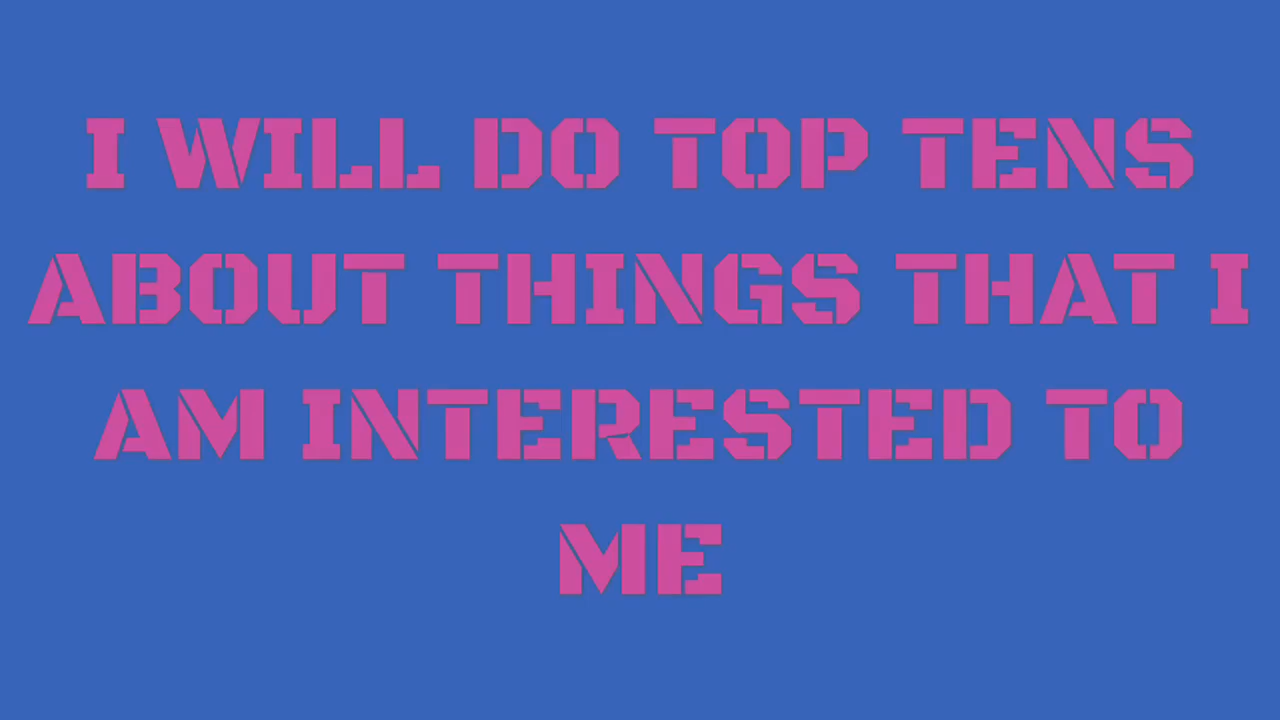 I WILL DO TOP TENS
ABOUT THINGS THAT I
AM INTERESTED TO
ME